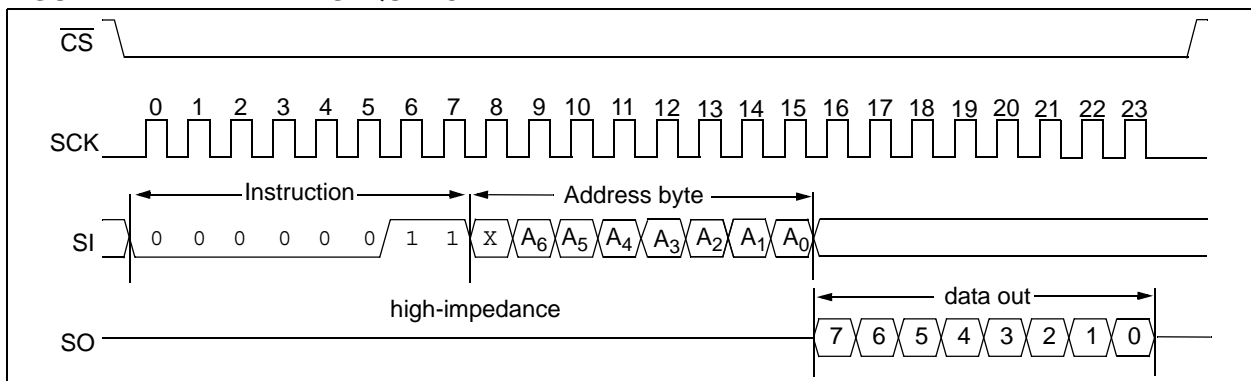 CS
0 1 2 3 4 5 6 7 8 9 10 11 12 13 14 15 16 17 18 19 20 21 22 23
SCK
Instruction
Address byte
SI
0 0 0 0 0 0 1 1 X A6 A5 A4 A3 A2 A1 A0
data out
high-impedance
SO
7 6 5 4 3 2 1 0